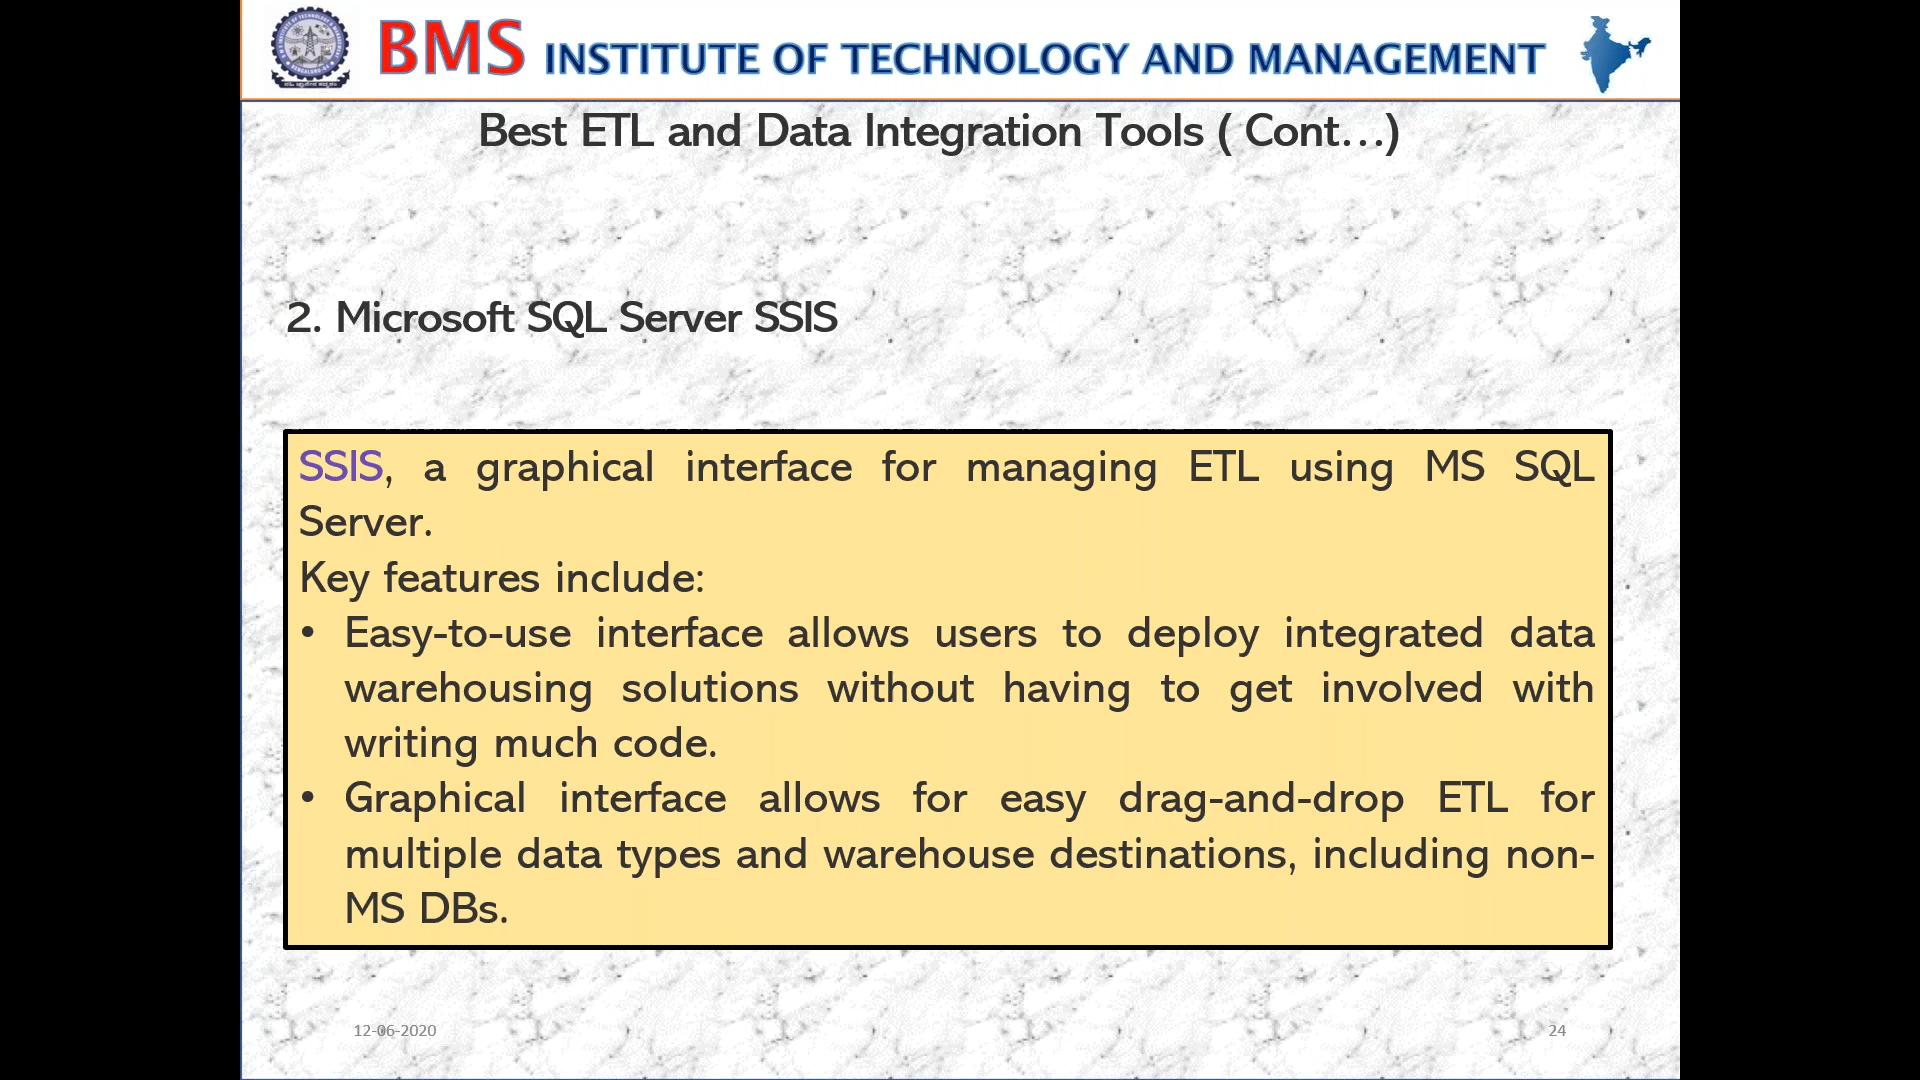 BMS INSTITUTE OF TECHNOLOGY AND MANAGEMENT
Best ETL and Data Integration Tools ( Cont…)
2. Microsoft SQL Server SSIS
SSIS, a graphical interface for managing ETL using MS SQL
Server.
Key features include:
• Easy-to-use interface allows users to deploy integrated data
warehousing solutions without having to get involved with
writing much code.
• Graphical interface allows for easy drag-and-drop ETL for
multiple data types and warehouse destinations, including non-
MS DBs.
12-06-2020
24